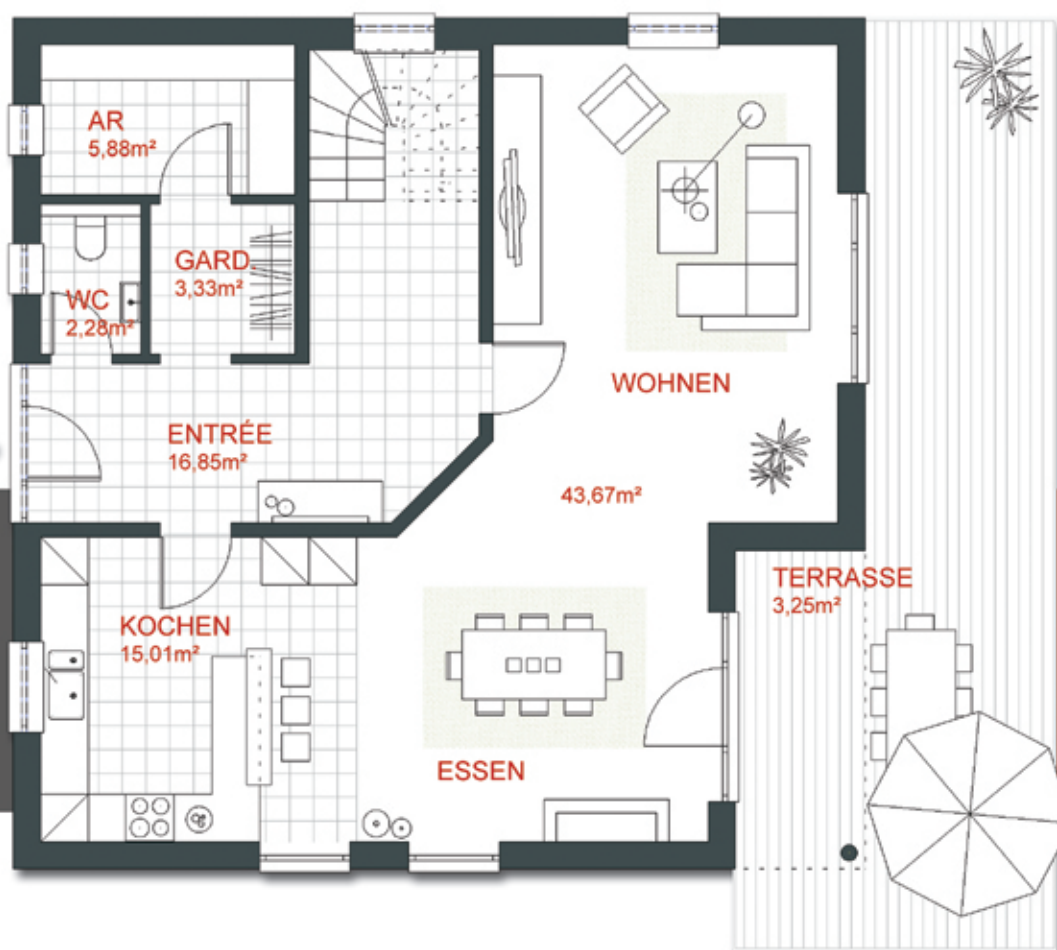 AR
5,88m²
GARD.
3,33m²
WC
2,28m²
WOHNEN
ENTRÉE
16,85m²
43,67m²
TERRASSE
3,25m²
KOCHEN
15,01m²
ESSEN